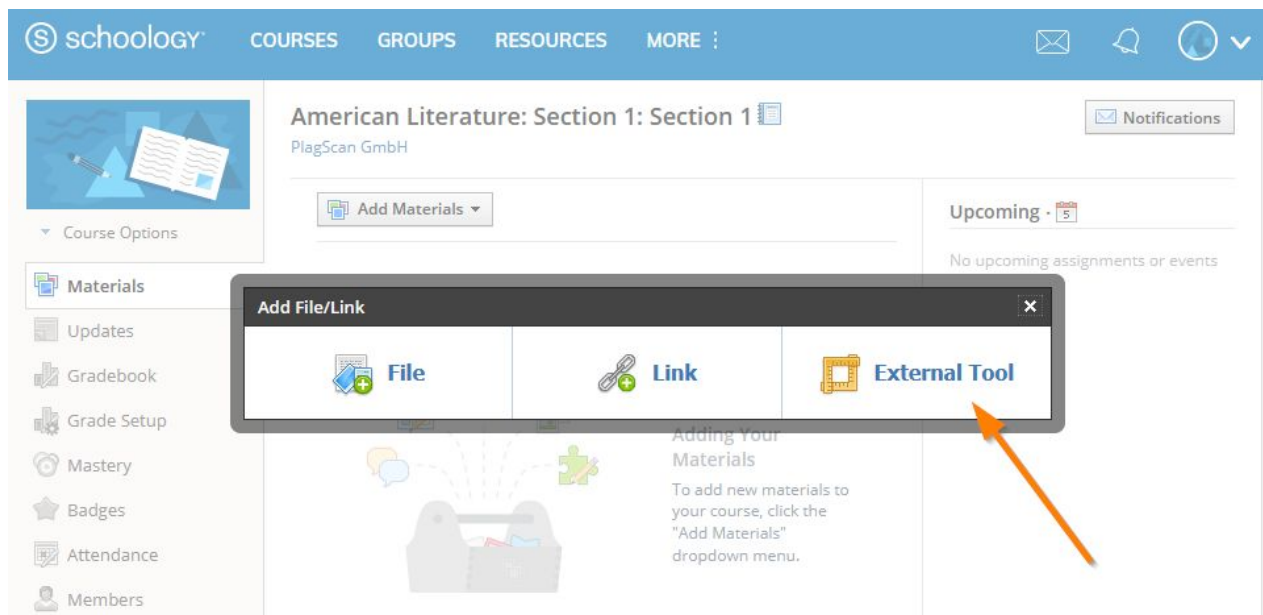 schoology COURSES GROUPS RESOURCES MORE
American Literature: Section 1: Section 1
Notifications
PlagScan GmbH
Add Materials
Upcoming · 5
Course Options
No upcoming assignments or events
Materials
Add File/Link
Updates
File Link External Tool
Gradebook
Grade Setup
Adding Your
Materials
Mastery
To add new materials to
your course, click the
"Add Materials"
dropdown menu.
Badges
Attendance
Members